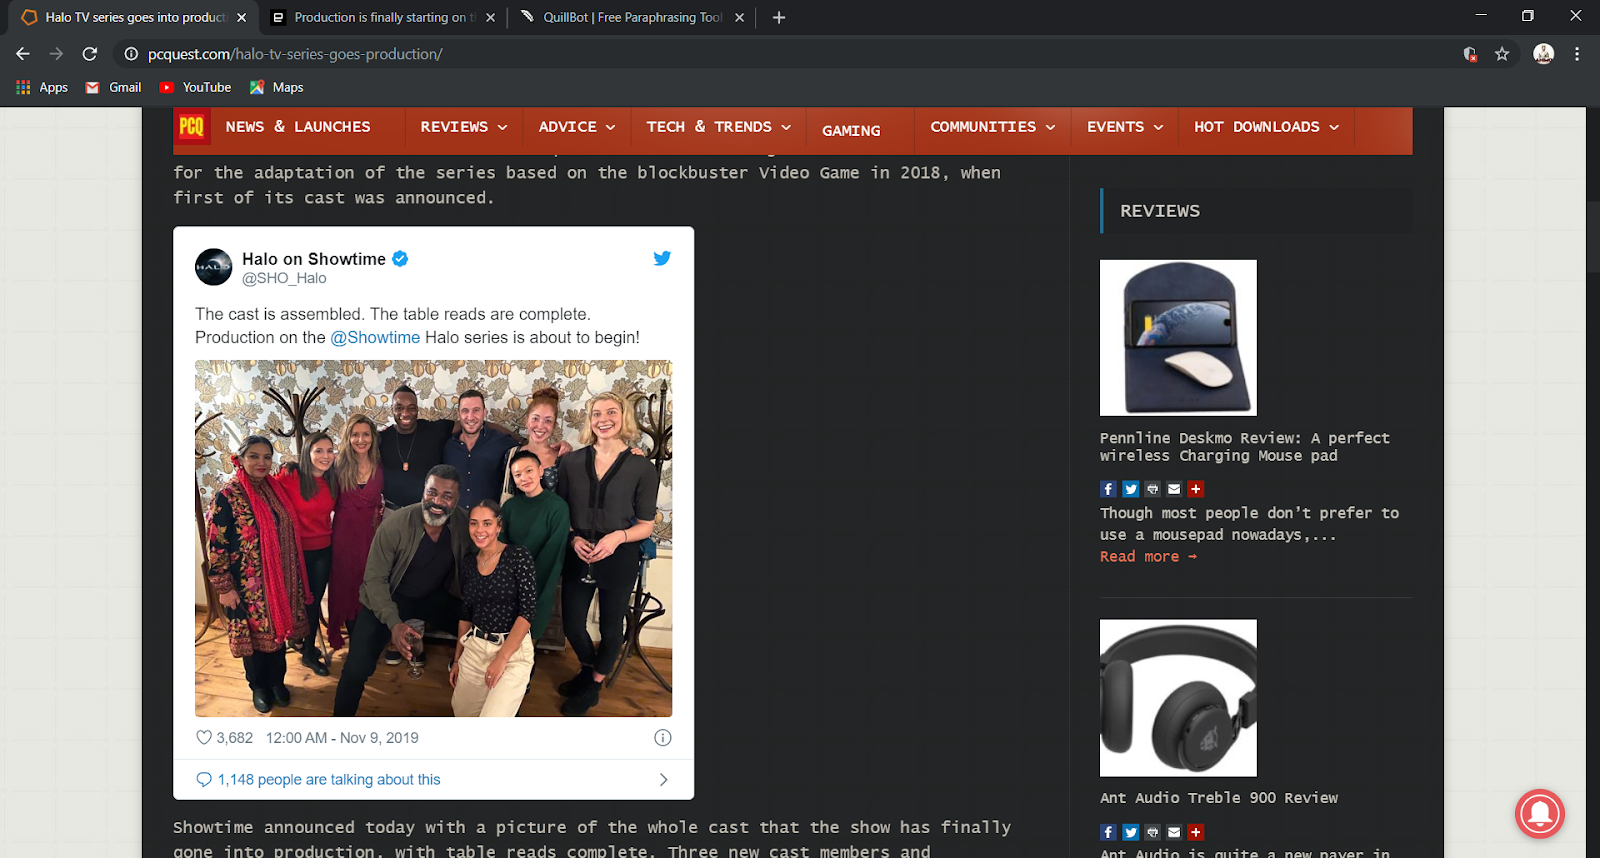 Halo TV series goes into product
Production is finally starting on t
QuillBot | Free Paraphrasing Tool
pcquest.com/halo-tv-series-goes-production/
Apps
Gmail
YouTube
Maps
PCQ
NEWS & LAUNCHES
REVIEWS
ADVICE
TECH & TRENDS
GAMING
COMMUNITIES
EVENTS
HOT DOWNLOADS
for the adaptation of the series based on the blockbuster Video Game in 2018, when
first of its cast was announced.
Halo on Showtime
@SHO_Halo
HALO
The cast is assembled. The table reads are complete.
Production on the @Showtime Halo series is about to begin!
3,682 12:00 AM - Nov 9, 2019
1,148 people are talking about this
Showtime announced today with a picture of the whole cast that the show has finally
gone into production, with table reads complete. Three new cast members and
REVIEWS
Pennline Deskmo Review: A perfect
wireless Charging Mouse pad
Though most people don’t prefer to
use a mousepad nowadays,...
Read more →
Ant Audio Treble 900 Review
Ant Audio is quite a new payer in